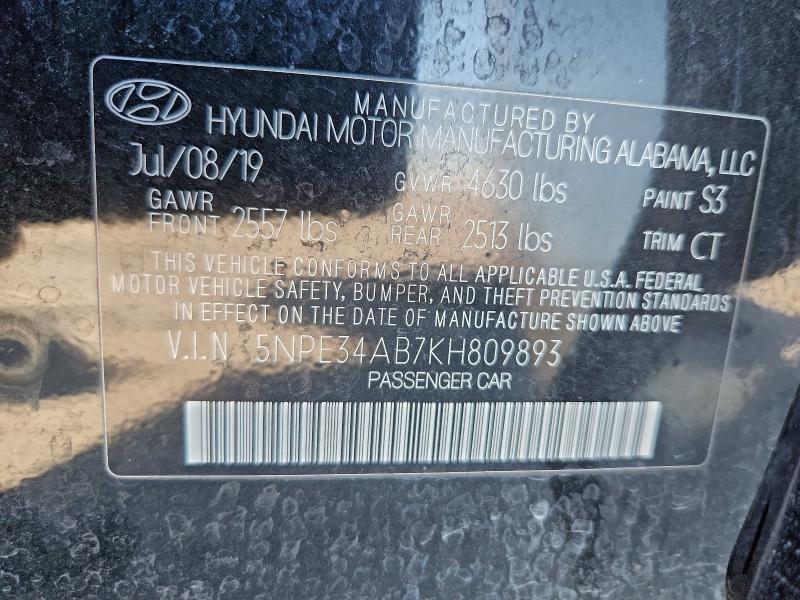 MANUFACTURED BY
HYUNDAI MOTOR MANUFACTURING ALABAMA, LLC
Jul/08/19 GVWR 4630 lbs PAINT S3
GAWR FRONT 2557 lbs GAWR REAR 2513 lbs TRIM CT
THIS VEHICLE CONFORMS TO ALL APPLICABLE U.S.A. FEDERAL
MOTOR VEHICLE SAFETY, BUMPER, AND THEFT PREVENTION STANDARDS
IN EFFECT ON THE DATE OF MANUFACTURE SHOWN ABOVE
V.I.N 5NPE34AB7KH809893
PASSENGER CAR